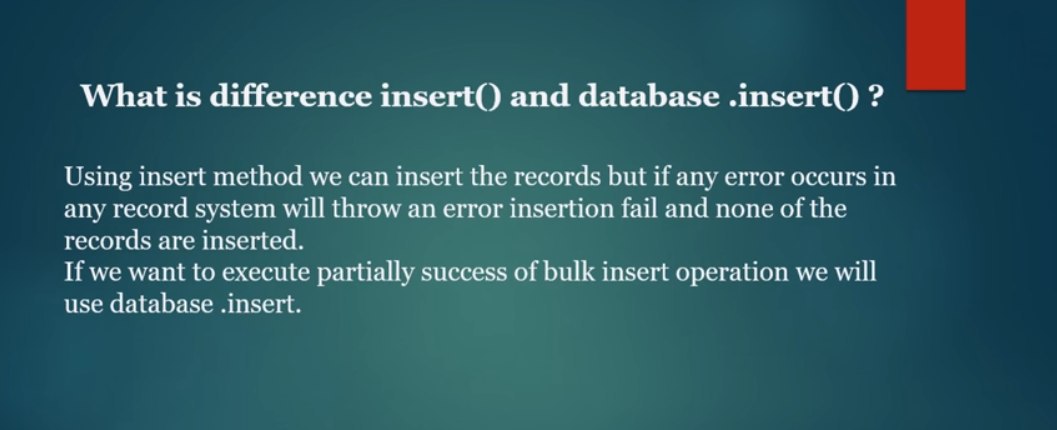 What is difference insert() and database .insert() ?
Using insert method we can insert the records but if any error occurs in
any record system will throw an error insertion fail and none of the
records are inserted.
If we want to execute partially success of bulk insert operation we will
use database .insert.